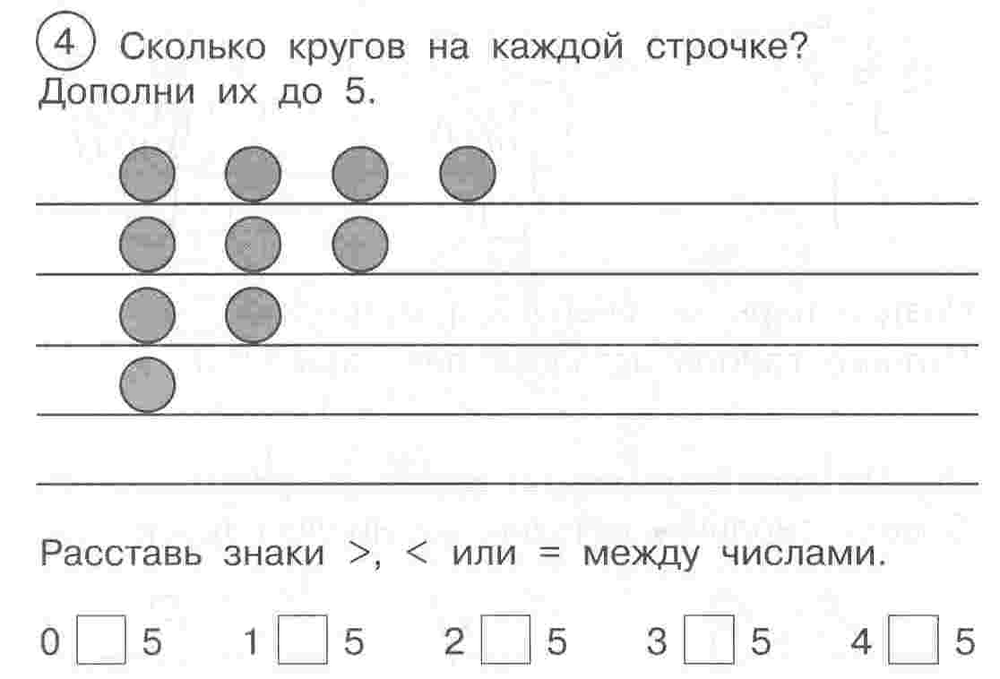 4 Сколько кругов на каждой строчке?
Дополни их до 5.
Расставь знаки >, < или = между числами.
0 5 1 5 2 5 3 5 4 5